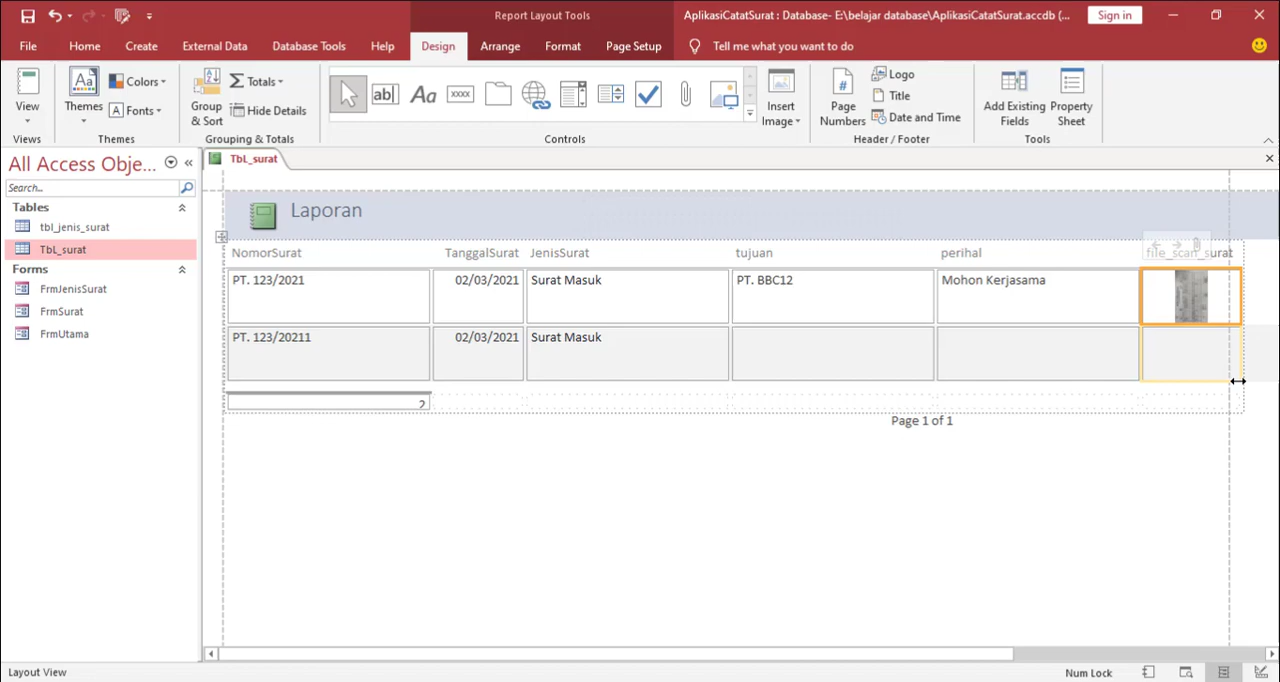 Report Layout Tools
AplikasiCatatSurat : Database- E:\belajar database\AplikasiCatatSurat.accdb (...
Sign in
File Home Create External Data Database Tools Help Design Arrange Format Page Setup Tell me what you want to do
View
Views
Themes
Colors
Fonts
Themes
Group & Sort
Totals
Hide Details
Grouping & Totals
ab|
Aa
xxxx
Controls
Insert Image
Page Numbers
Logo
Title
Date and Time
Header / Footer
Add Existing Fields
Property Sheet
Tools
All Access Obje...
Search...
Tables
tbl_jenis_surat
TbL_surat
Forms
FrmJenisSurat
FrmSurat
FrmUtama
TbL_surat
Laporan
NomorSurat TanggalSurat JenisSurat tujuan perihal file_scan_surat
PT. 123/2021 02/03/2021 Surat Masuk PT. BBC12 Mohon Kerjasama
PT. 123/20211 02/03/2021 Surat Masuk
2
Page 1 of 1
Layout View
Num Lock